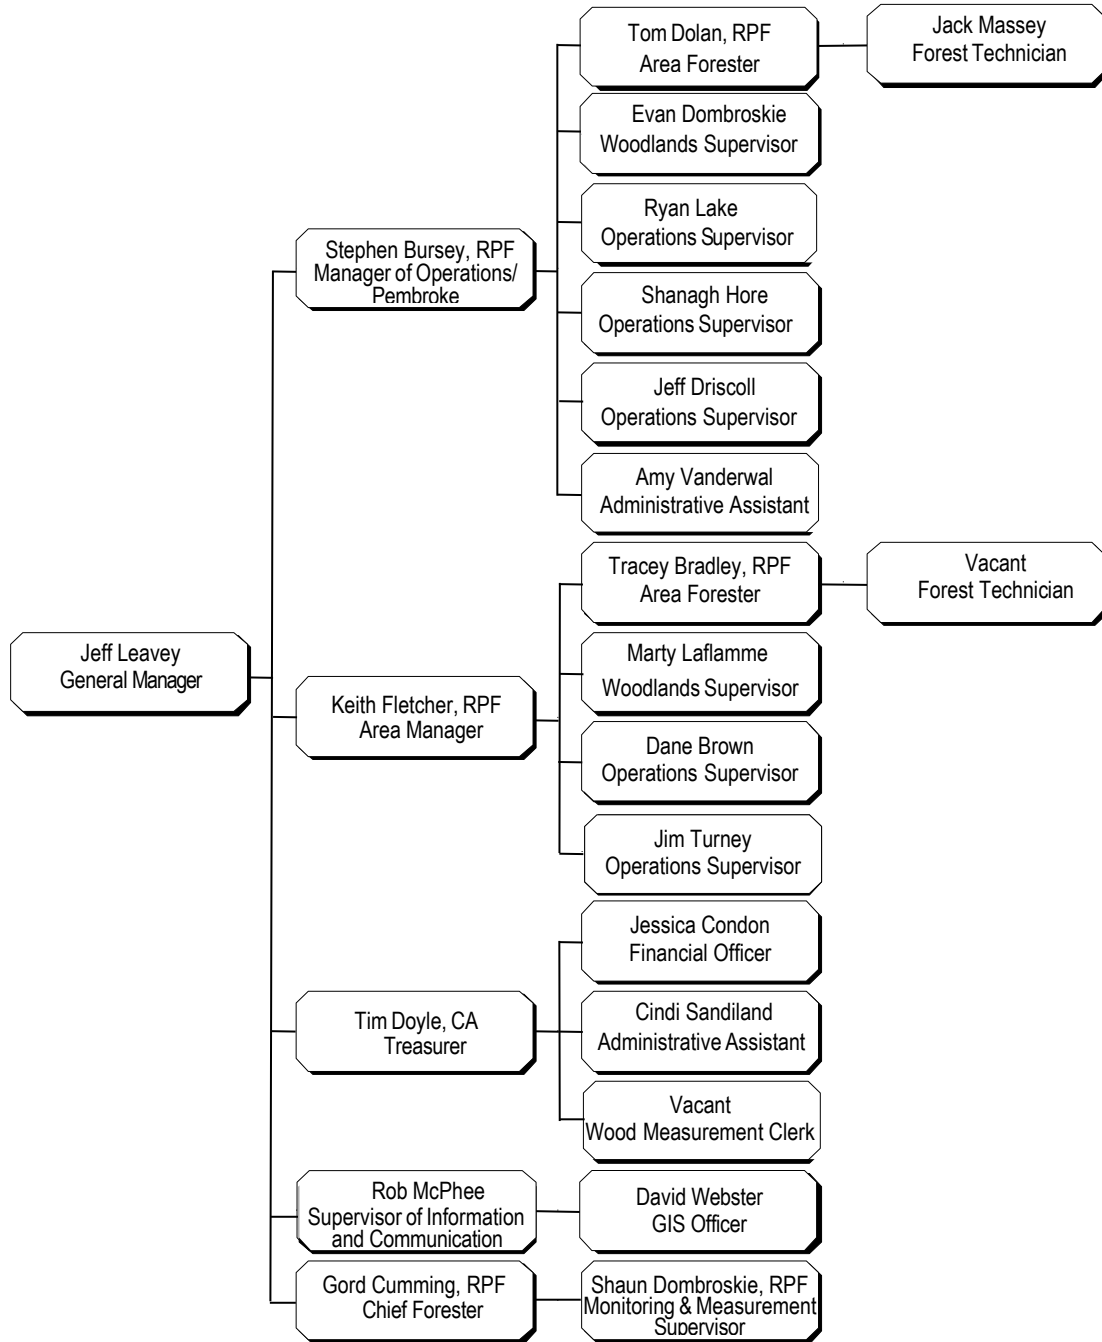 Tom Dolan, RPF
Area Forester
Jack Massey
Forest Technician
Evan Dombroskie
Woodlands Supervisor
Ryan Lake
Operations Supervisor
Stephen Bursey, RPF
Manager of Operations/
Pembroke
Shanagh Hore
Operations Supervisor
Jeff Driscoll
Operations Supervisor
Amy Vanderwal
Administrative Assistant
Tracey Bradley, RPF
Area Forester
Vacant
Forest Technician
Jeff Leavey
General Manager
Marty Laflamme
Woodlands Supervisor
Keith Fletcher, RPF
Area Manager
Dane Brown
Operations Supervisor
Jim Turney
Operations Supervisor
Jessica Condon
Financial Officer
Tim Doyle, CA
Treasurer
Cindi Sandiland
Administrative Assistant
Vacant
Wood Measurement Clerk
Rob McPhee
Supervisor of Information
and Communication
David Webster
GIS Officer
Gord Cumming, RPF
Chief Forester
Shaun Dombroskie, RPF
Monitoring & Measurement
Supervisor